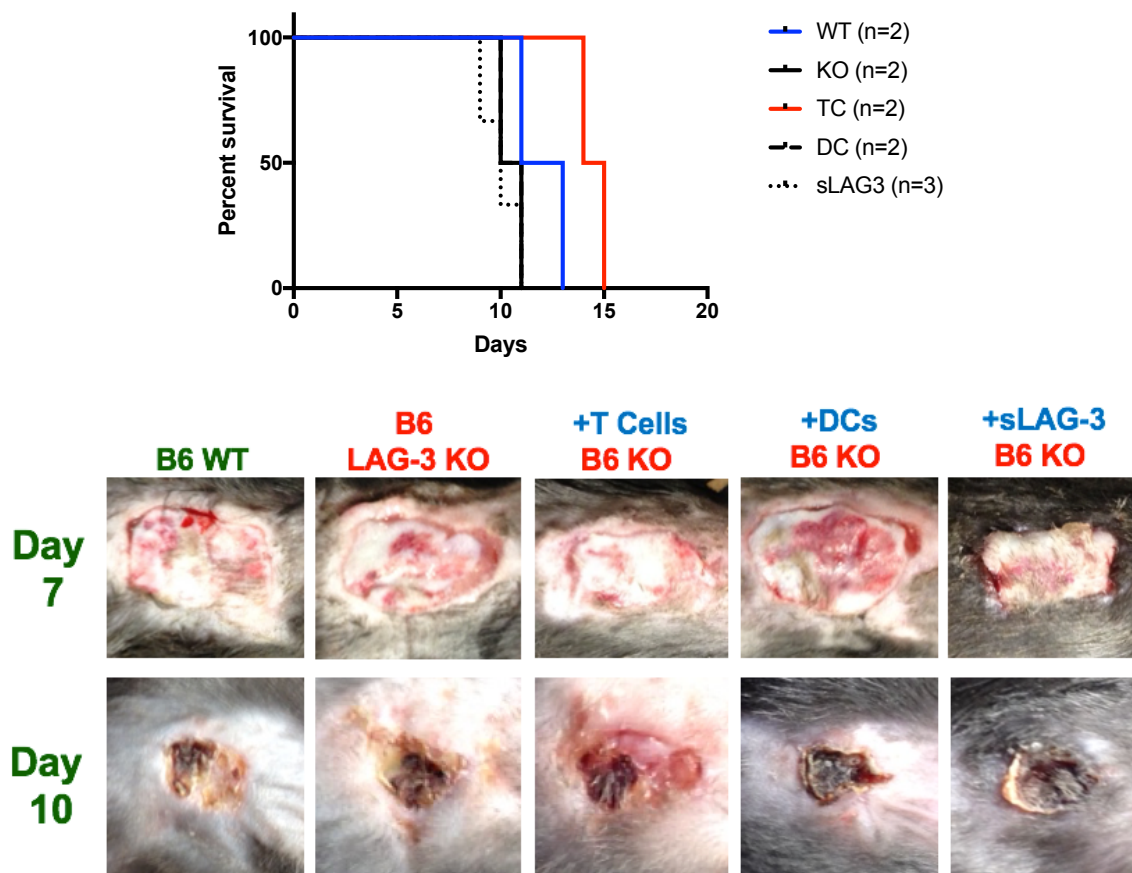 100
50
0
Percent survival
0 5 10 15 20
Days
WT (n=2)
KO (n=2)
TC (n=2)
DC (n=2)
sLAG3 (n=3)
B6 WT
B6
LAG-3 KO
+T Cells
B6 KO
+DCs
B6 KO
+sLAG-3
B6 KO
Day
7
Day
10